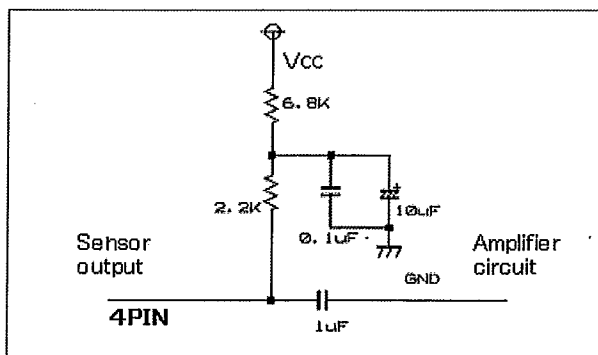 Vcc
6.8K
2.2K
0.1uF
10uF
Sensor
output
Amplifier
circuit
GND
4PIN
1uF